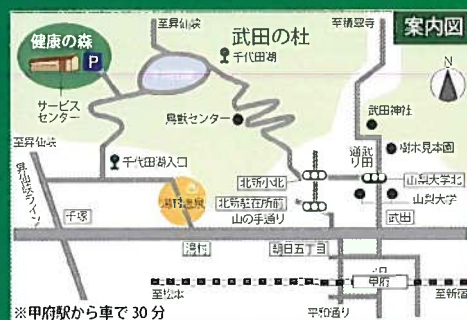 案内図
至昇仙峡
至積翠寺
健康の森
P
武田の杜
千代田湖
N
サービス
センター
鳥獣センター
武田神社
至昇仙峡
武田通り
樹木見本園
千代田湖入口
北新小北
山梨大学北
昇仙峡ライン
湯村温泉
北新駐在所前
山梨大学
千塚
山の手通り
武田
湯村
朝日五丁目
甲府
至松本
至新宿
平和通り
※甲府駅から車で30分